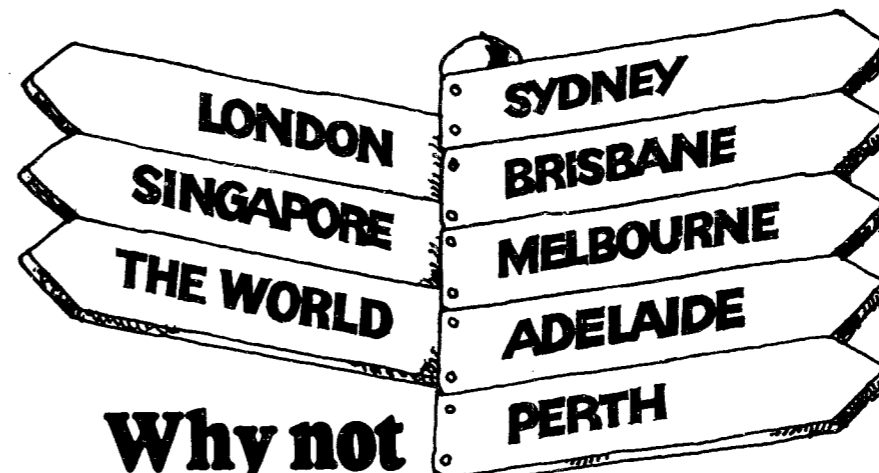 LONDON
SINGAPORE
THE WORLD
SYDNEY
BRISBANE
MELBOURNE
ADELAIDE
PERTH
Why not